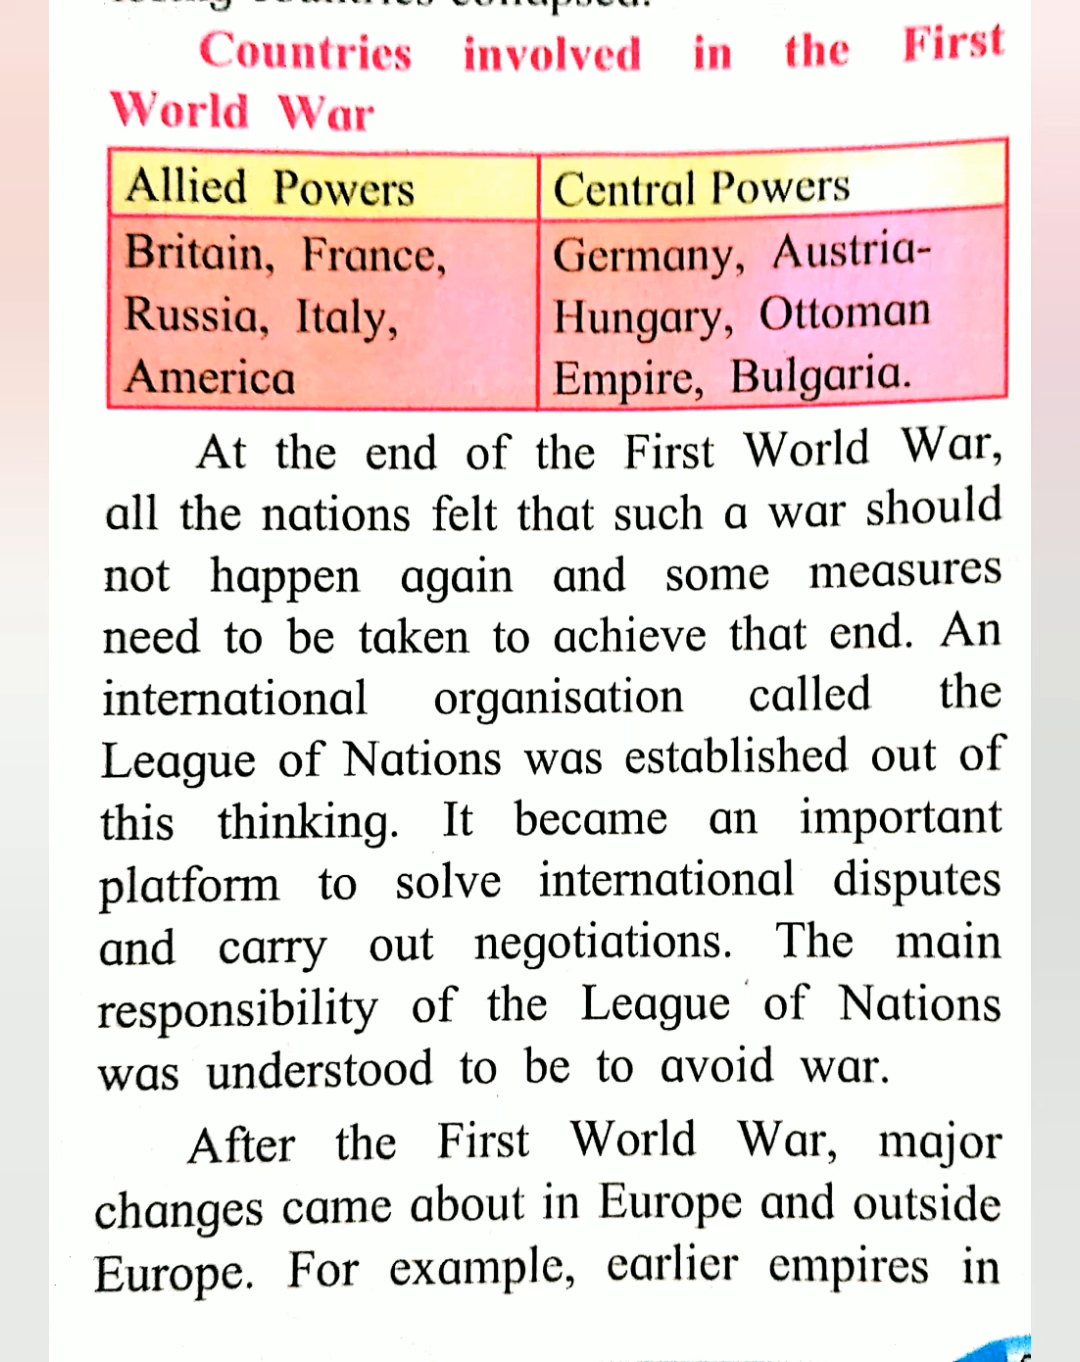 Countries involved in the First
World War
Allied Powers
Britain, France,
Russia, Italy,
America
Central Powers
Germany, Austria-
Hungary, Ottoman
Empire, Bulgaria.
At the end of the First World War,
all the nations felt that such a war should
not happen again and some measures
need to be taken to achieve that end. An
international organisation called the
League of Nations was established out of
this thinking. It became an important
platform to solve international disputes
and carry out negotiations. The main
responsibility of the League of Nations
was understood to be to avoid war.
After the First World War, major
changes came about in Europe and outside
Europe. For example, earlier empires in